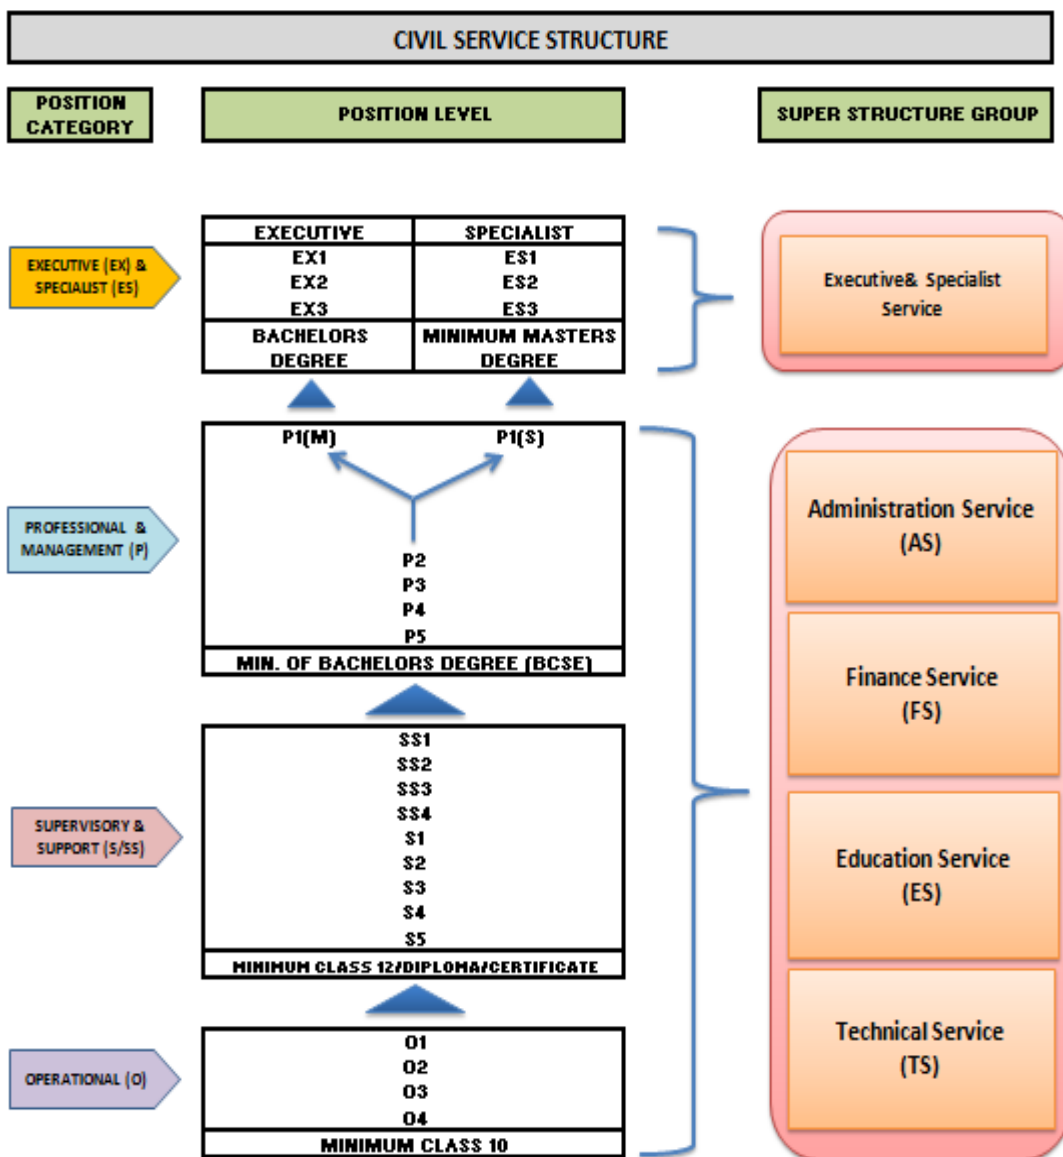 CIVIL SERVICE STRUCTURE
POSITION
CATEGORY
POSITION LEVEL
SUPER STRUCTURE GROUP
EXECUTIVE (EX) &
SPECIALIST (ES)
EXECUTIVE
SPECIALIST
EX1
ES1
EX2
ES2
EX3
ES3
BACHELORS
DEGREE
MINIMUM MASTERS
DEGREE
Executive& Specialist
Service
PROFESSIONAL &
MANAGEMENT (P)
P1(M)
P1(S)
P2
P3
P4
P5
MIN. OF BACHELORS DEGREE (BCSE)
SUPERVISORY &
SUPPORT (S/SS)
SS1
SS2
SS3
SS4
S1
S2
S3
S4
S5
MINIMUM CLASS 12/DIPLOMA/CERTIFICATE
OPERATIONAL (O)
O1
O2
O3
O4
MINIMUM CLASS 10
Administration Service
(AS)
Finance Service
(FS)
Education Service
(ES)
Technical Service
(TS)